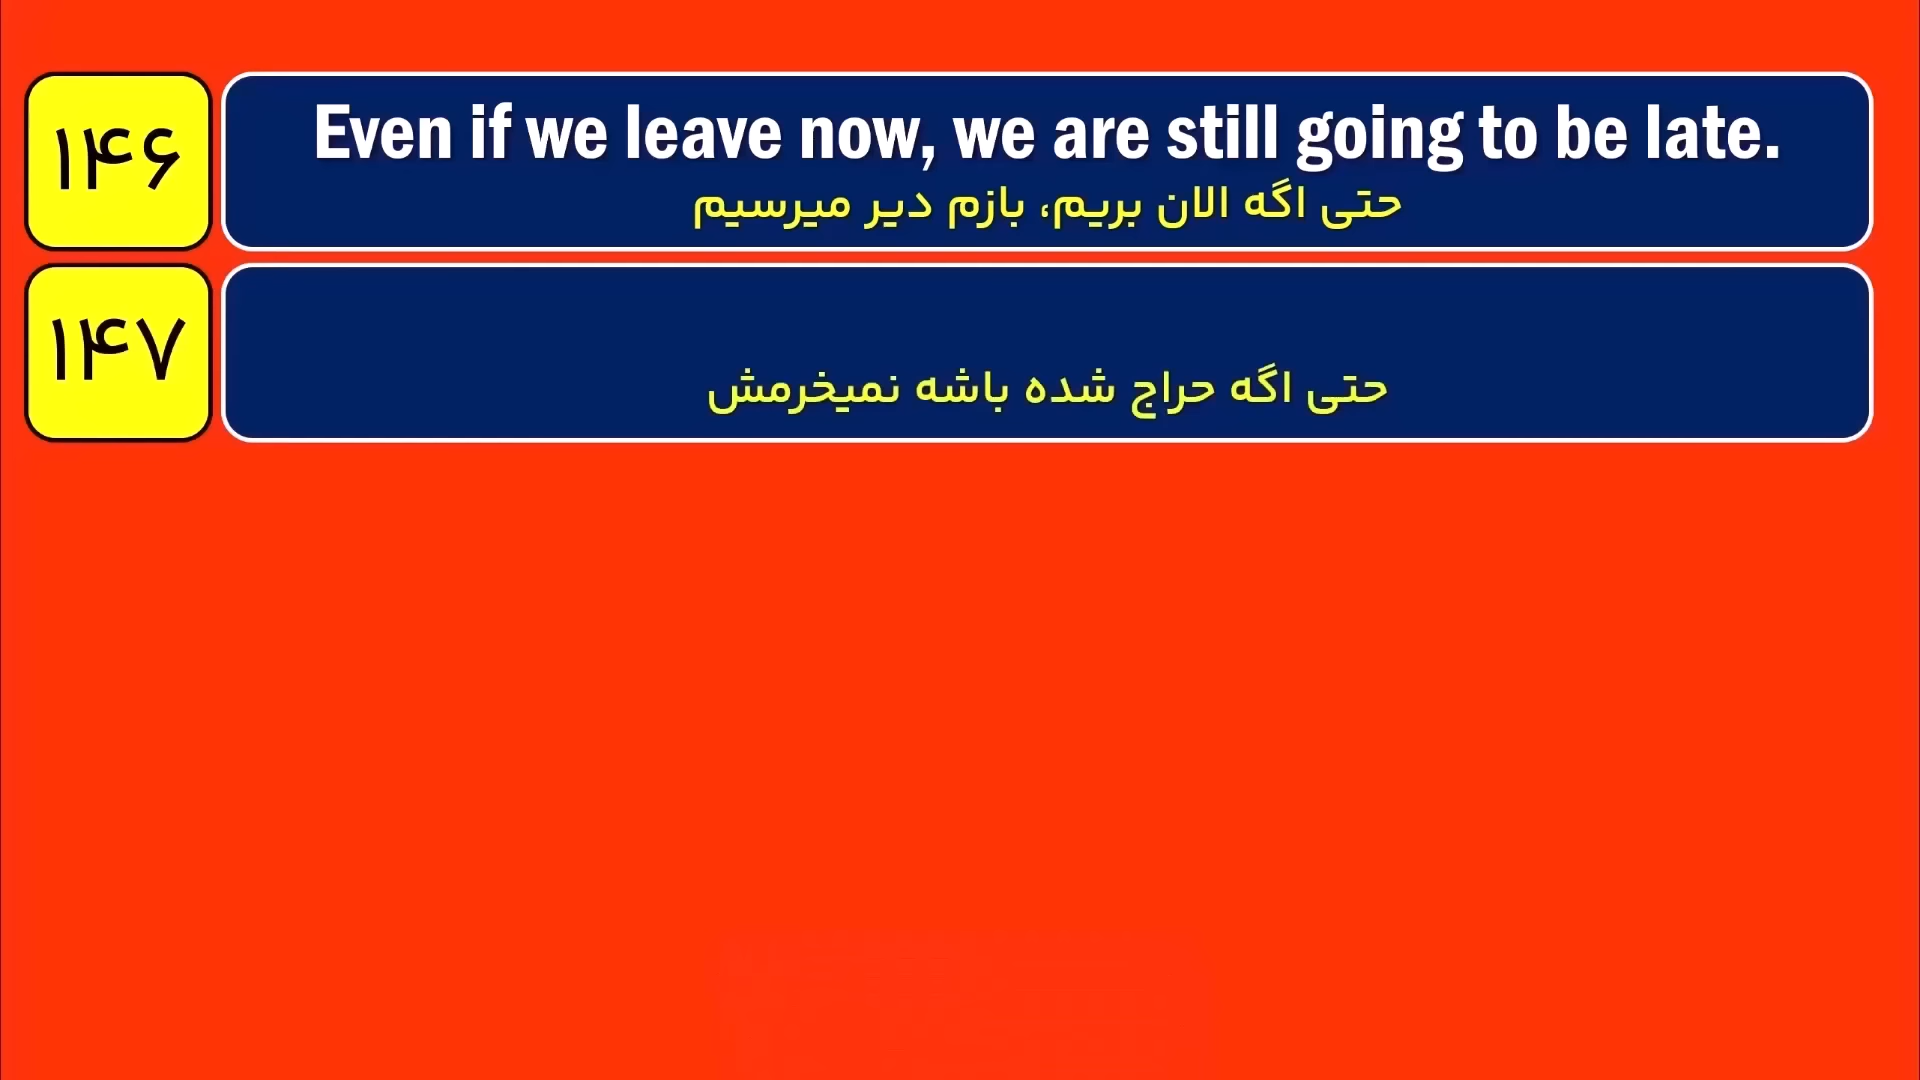 ۱۴۶
Even if we leave now, we are still going to be late.
حتی اگه الان بریم، بازم دیر میرسیم
۱۴۷
حتی اگه حراج شده باشه نمیخرمش